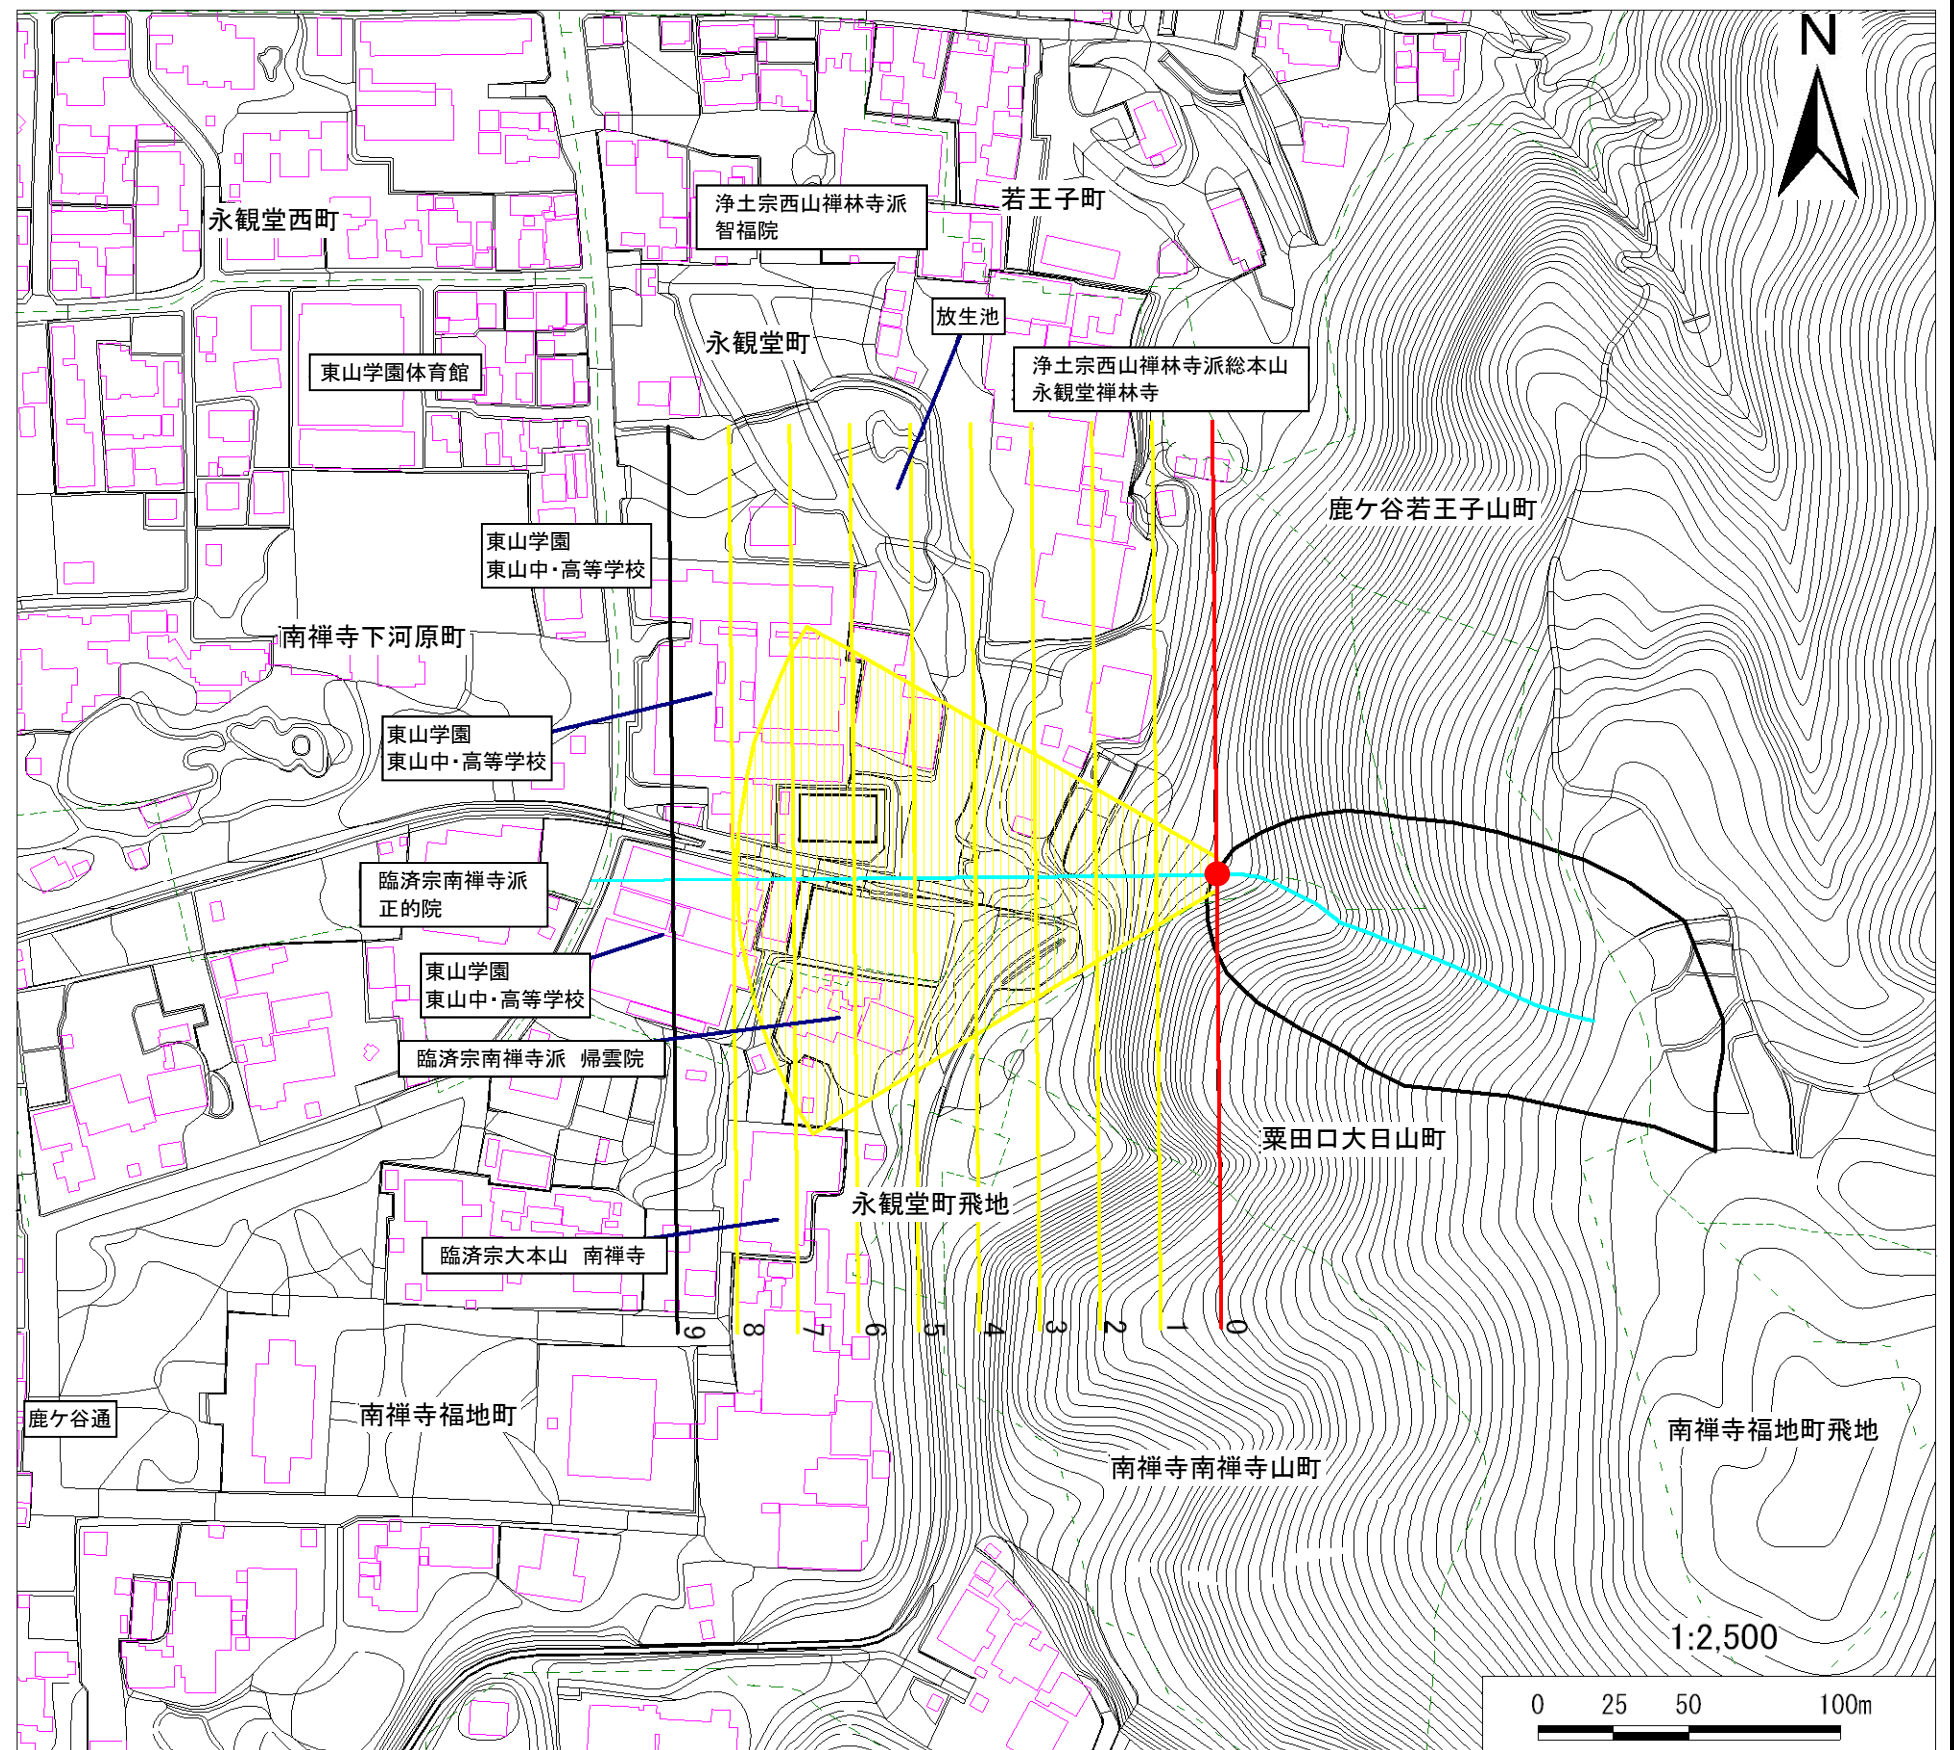 N
永観堂西町
浄土宗西山禅林寺派
智福院
若王子町
放生池
永観堂町
東山学園体育館
浄土宗西山禅林寺派総本山
永観堂禅林寺
鹿ケ谷若王子山町
東山学園
東山中・高等学校
南禅寺下河原町
東山学園
東山中・高等学校
臨済宗南禅寺派
正的院
東山学園
東山中・高等学校
臨済宗南禅寺派 帰雲院
粟田口大日山町
永観堂町飛地
臨済宗大本山 南禅寺
9
8
7
6
5
4
3
2
1
0
鹿ケ谷通
南禅寺福地町
南禅寺福地町飛地
南禅寺南禅寺山町
1:2,500
0 25 50 100m